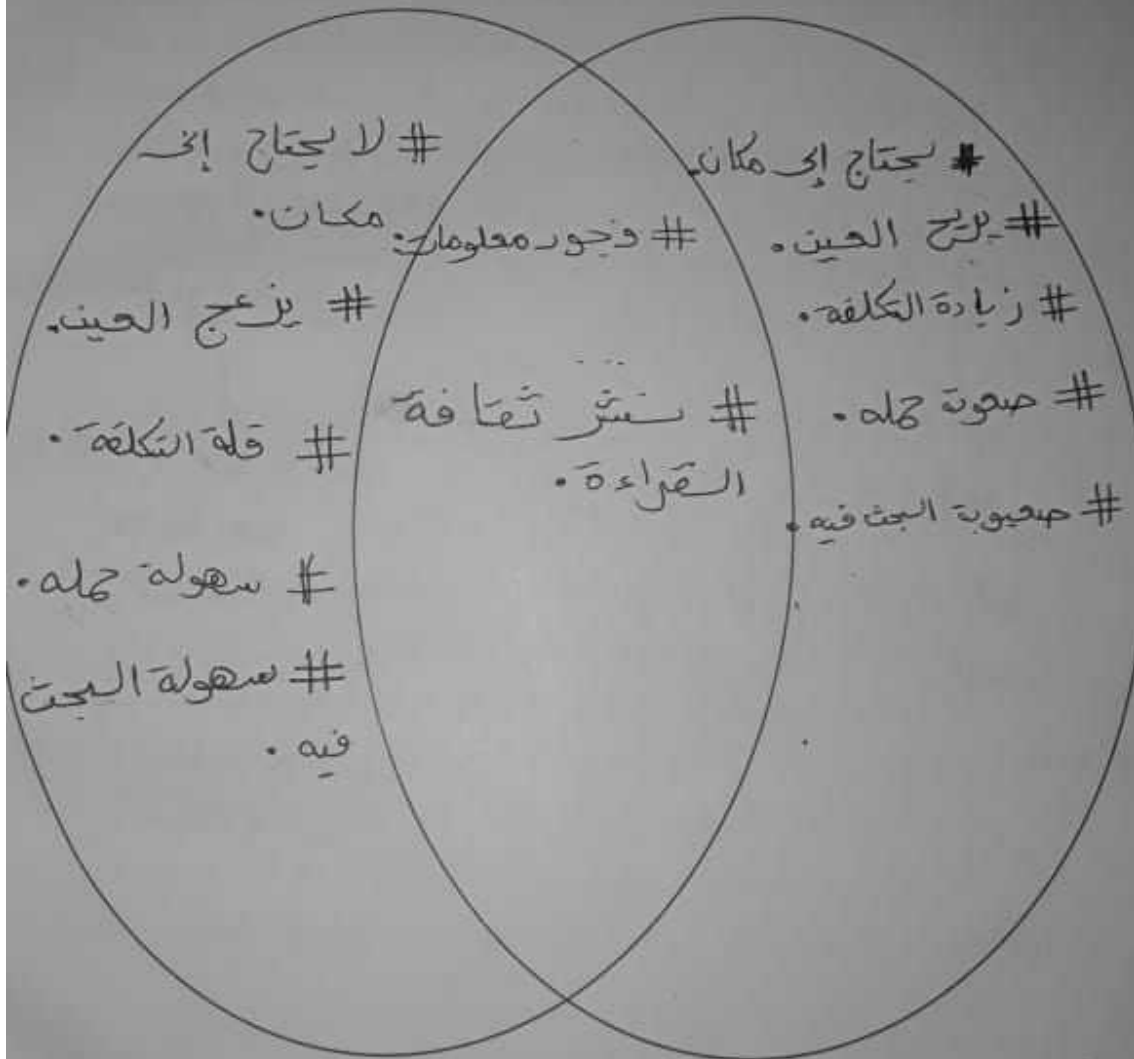 # يحتاج إلى مكان.
# يريح العين.
# زيادة التكلفة.
# صعوبة حمله.
# صعيوبة البحث فيه.
# وجود معلومات.
# نشر ثقافة
القراءة.
# لا يحتاج إلى
مكان.
# يزعج العين.
# قلة التكلفة.
# سهولة حمله.
# سهولة البحث
فيه.